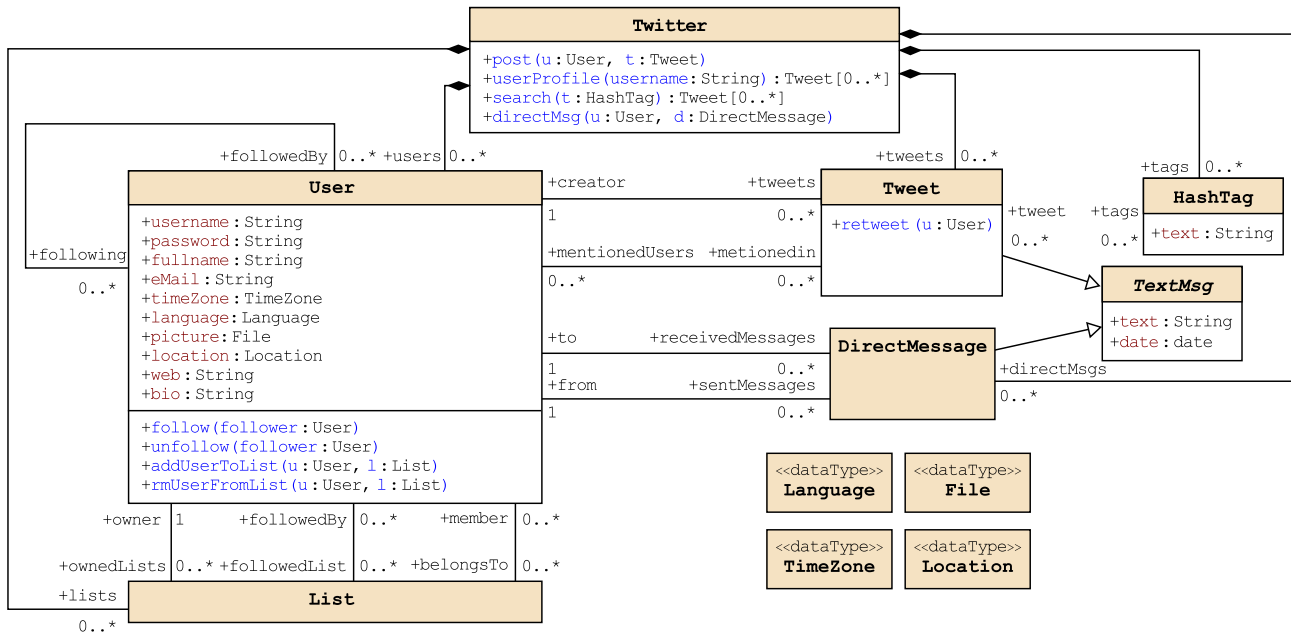 Twitter
+post(u:User, t:Tweet)
+userProfile(username:String):Tweet[0..*]
+search(t:HashTag):Tweet[0..*]
+directMsg(u:User, d:DirectMessage)
+followedBy 0..* +users 0..*
+tweets 0..*
+tags 0..*
+following
0..*
User
+username:String
+password:String
+fullname:String
+eMail:String
+timeZone:TimeZone
+language:Language
+picture:File
+location:Location
+web:String
+bio:String
+follow(follower:User)
+unfollow(follower:User)
+addUserToList(u:User, l:List)
+rmUserFromList(u:User, l:List)
+creator +tweets
1 0..*
+mentionedUsers +metionedin
0..* 0..*
Tweet
+retweet(u:User)
+tweet +tags
0..* 0..*
HashTag
+text:String
TextMsg
+text:String
+date:date
+to +receivedMessages
1 0..*
+from +sentMessages
1 0..*
DirectMessage
+directMsgs
0..*
<<dataType>>
Language
<<dataType>>
File
<<dataType>>
TimeZone
<<dataType>>
Location
+owner 1 +followedBy 0..* +member 0..*
+ownedLists 0..* +followedList 0..* +belongsTo 0..*
+lists
0..*
List